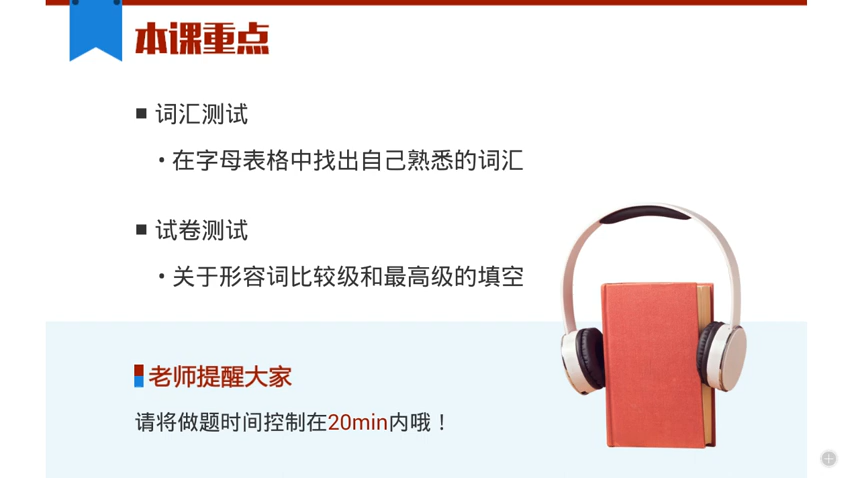 本课重点
■ 词汇测试
• 在字母表格中找出自己熟悉的词汇
■ 试卷测试
• 关于形容词比较级和最高级的填空
老师提醒大家
请将做题时间控制在20min内哦！